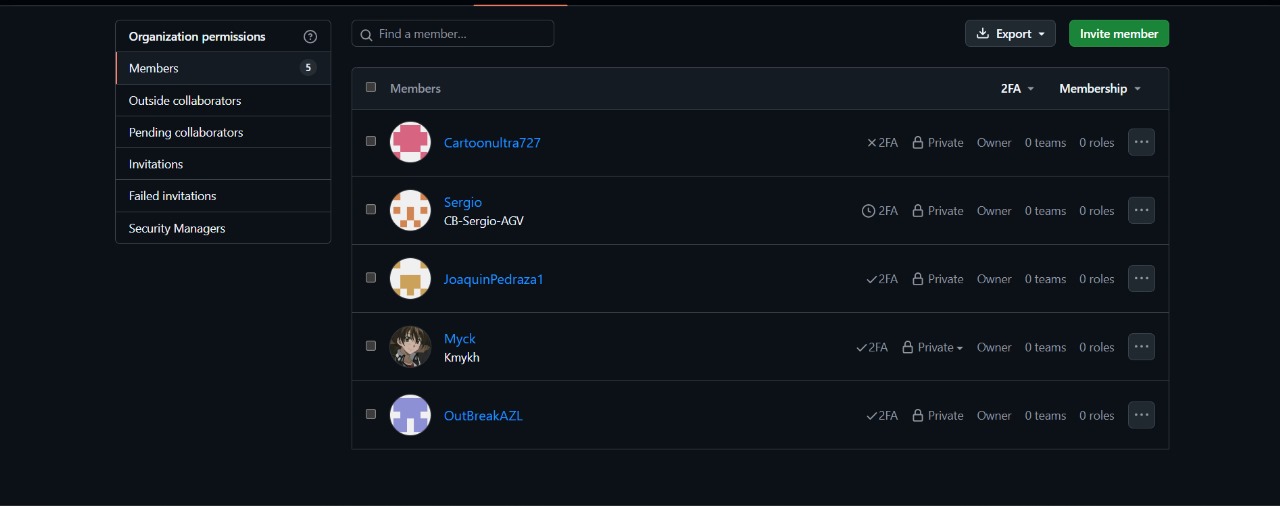 Organization permissions
Members 5
Outside collaborators
Pending collaborators
Invitations
Failed invitations
Security Managers
Find a member...
Export
Invite member
Members 2FA Membership
Cartoonultra727 2FA Private Owner 0 teams 0 roles
Sergio
CB-Sergio-AGV 2FA Private Owner 0 teams 0 roles
JoaquinPedraza1 2FA Private Owner 0 teams 0 roles
Myck
Kmykh 2FA Private Owner 0 teams 0 roles
OutBreakAZL 2FA Private Owner 0 teams 0 roles